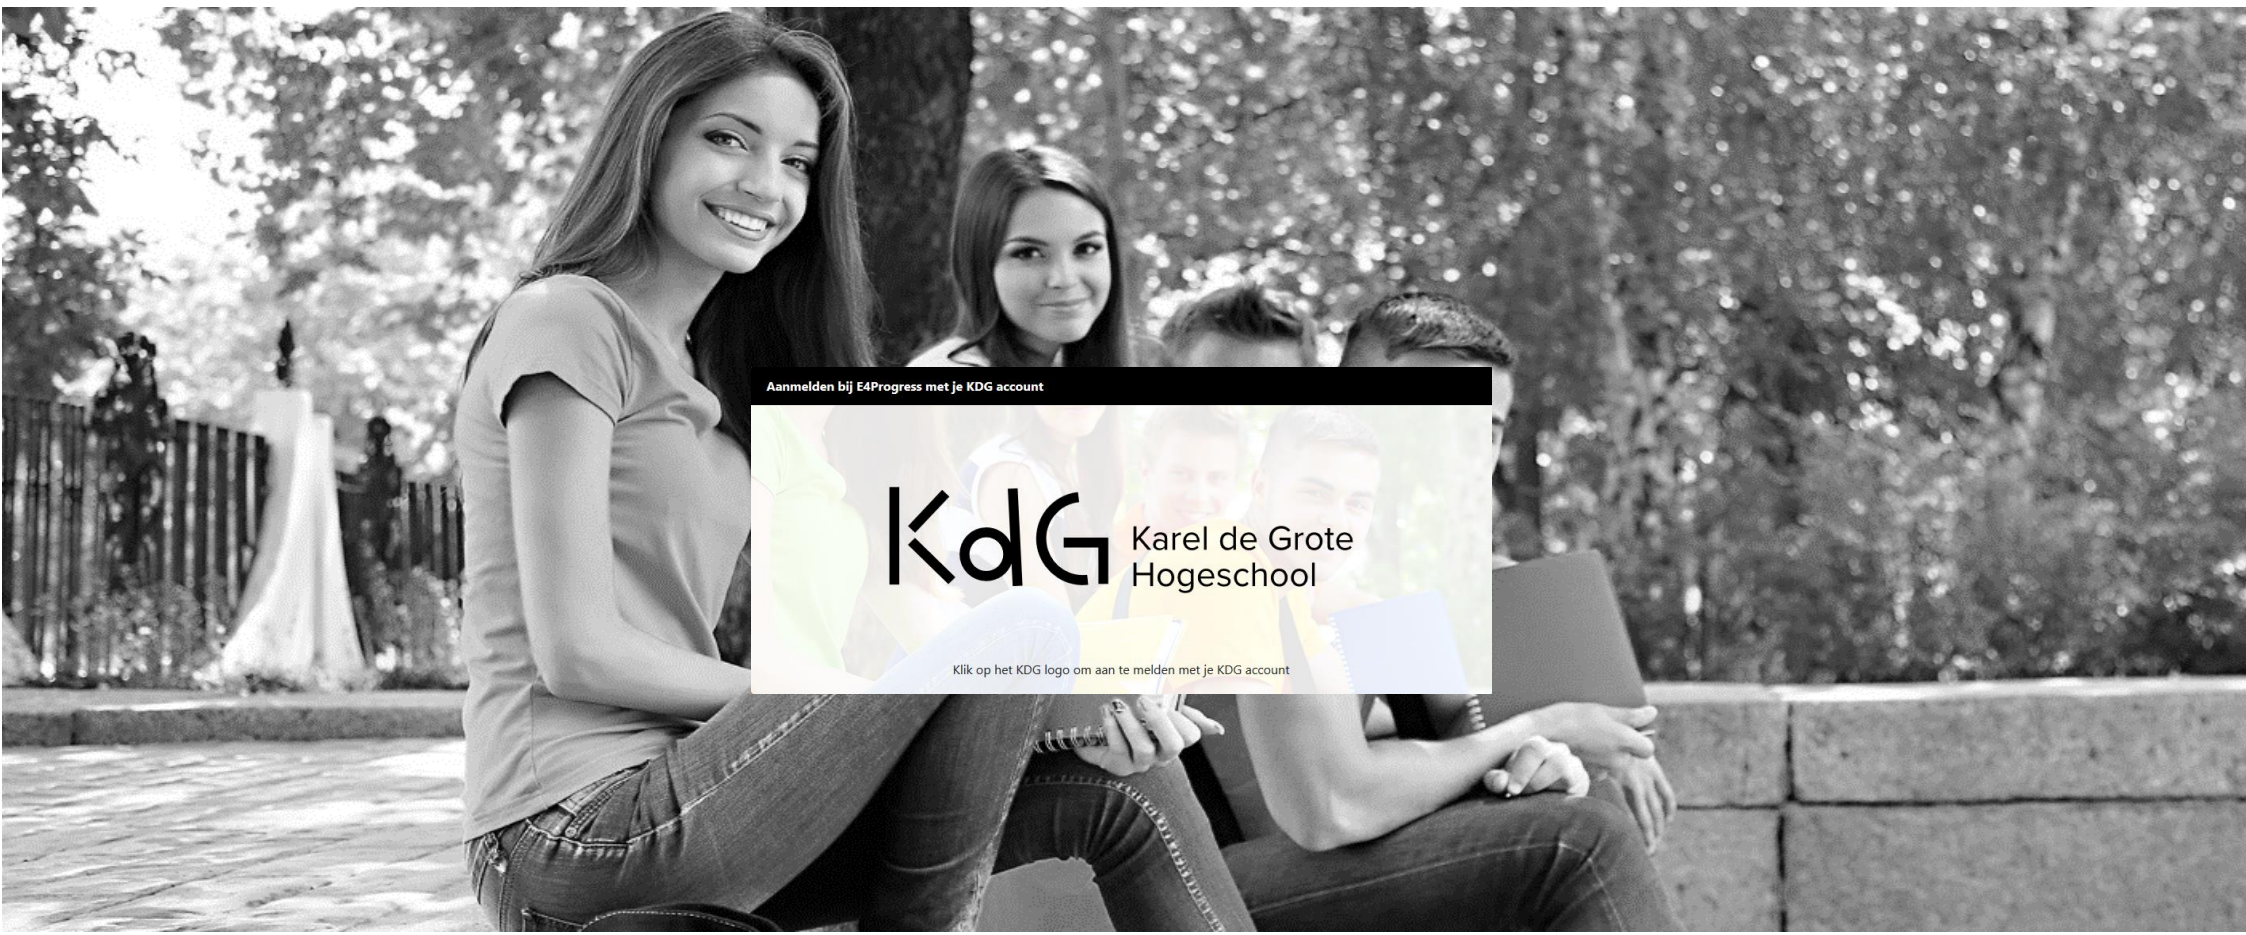 Aanmelden bij E4Progress met je KDG account
KdG
Karel de Grote
Hogeschool
Klik op het KDG logo om aan te melden met je KDG account